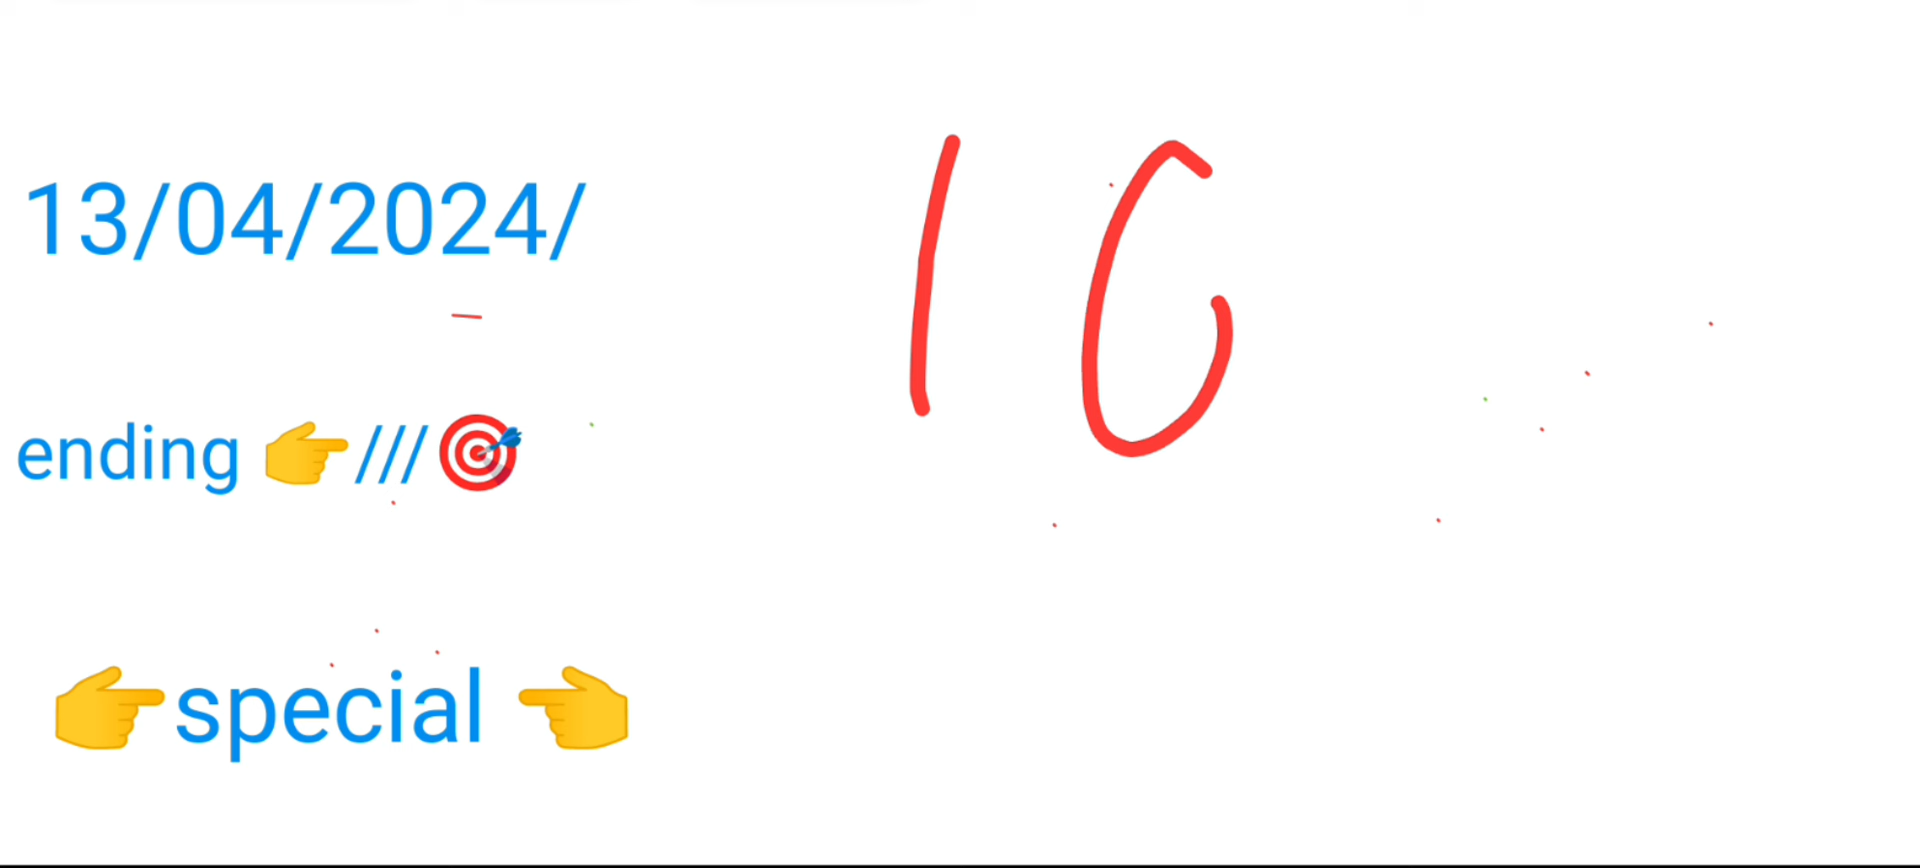 13/04/2024/
16
ending 👉///🎯
👉special 👈